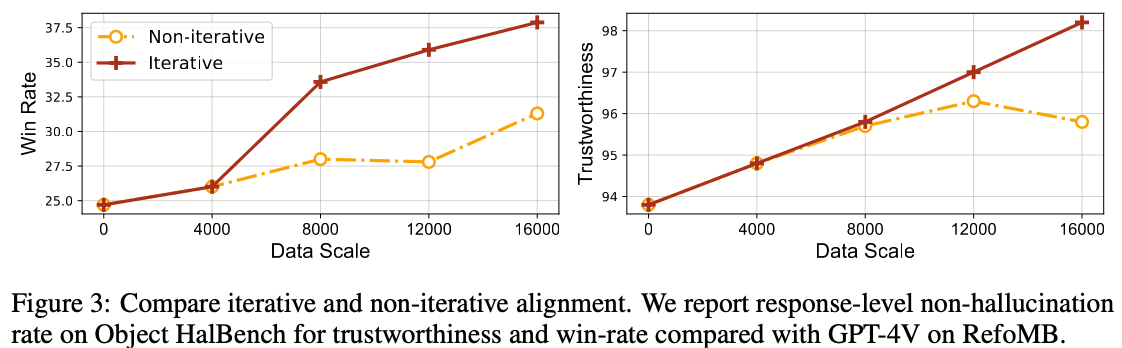 37.5
35.0
32.5
30.0
27.5
25.0
Win Rate
Non-iterative
Iterative
0 4000 8000 12000 16000
Data Scale
98
97
96
95
94
Trustworthiness
0 4000 8000 12000 16000
Data Scale
Figure 3: Compare iterative and non-iterative alignment. We report response-level non-hallucination
rate on Object HalBench for trustworthiness and win-rate compared with GPT-4V on RefoMB.